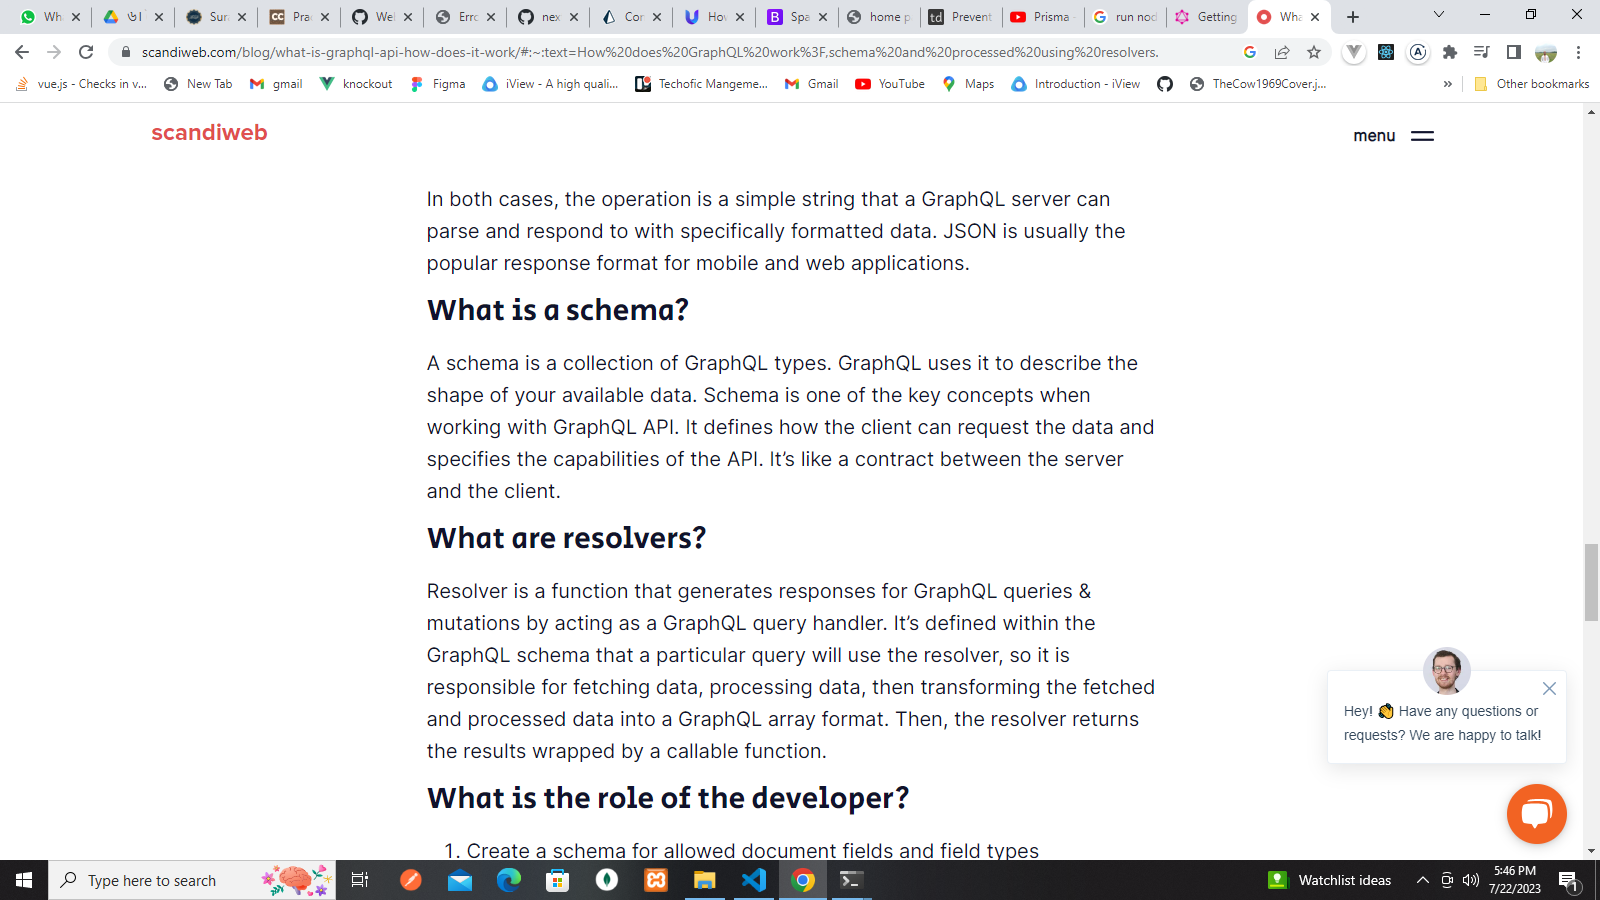 Wha
ს1
Sun
Prac
Wel
Erro
nex
Cor
Hov
Spa
home p
Prevent
Prisma
run nod
Getting
Wha
scandiweb.com/blog/what-is-graphql-api-how-does-it-work/#:~:text=How%20does%20GraphQL%20work%3F,schema%20and%20processed%20using%20resolvers.
vue.js - Checks in v...
New Tab
gmail
knockout
Figma
iView - A high quali...
Techofic Mangeme...
Gmail
YouTube
Maps
Introduction - iView
TheCow1969Cover.j...
»
Other bookmarks
scandiweb
menu
In both cases, the operation is a simple string that a GraphQL server can
parse and respond to with specifically formatted data. JSON is usually the
popular response format for mobile and web applications.
What is a schema?
A schema is a collection of GraphQL types. GraphQL uses it to describe the
shape of your available data. Schema is one of the key concepts when
working with GraphQL API. It defines how the client can request the data and
specifies the capabilities of the API. It’s like a contract between the server
and the client.
What are resolvers?
Resolver is a function that generates responses for GraphQL queries &
mutations by acting as a GraphQL query handler. It’s defined within the
GraphQL schema that a particular query will use the resolver, so it is
responsible for fetching data, processing data, then transforming the fetched
and processed data into a GraphQL array format. Then, the resolver returns
the results wrapped by a callable function.
What is the role of the developer?
1. Create a schema for allowed document fields and field types
Hey! 👏 Have any questions or
requests? We are happy to talk!
Type here to search
Watchlist ideas
5:46 PM
7/22/2023
1